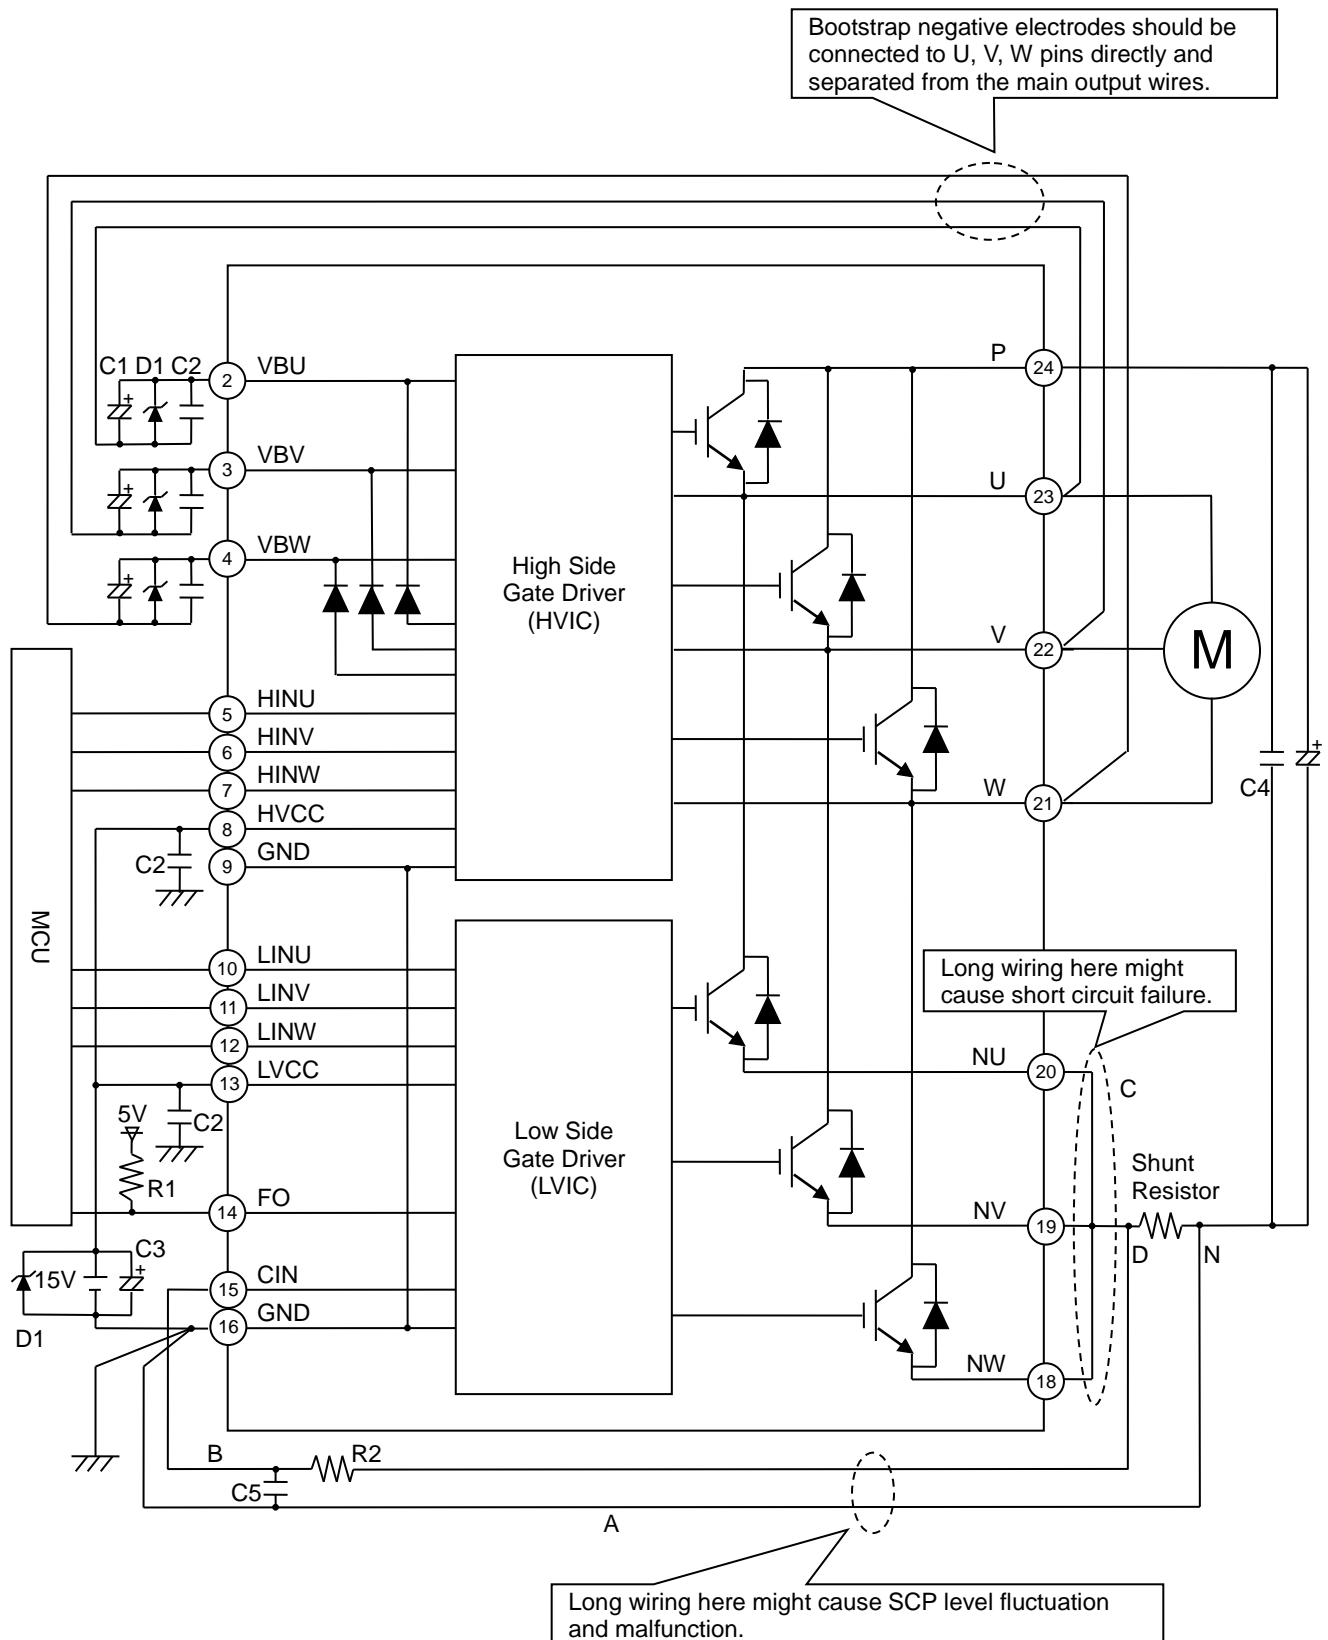 Bootstrap negative electrodes should be
connected to U, V, W pins directly and
separated from the main output wires.
C1 D1 C2
2
VBU
P
24
+
3
VBV
U
23
+
4
VBW
+
High Side
Gate Driver
(HVIC)
V
22
M
5
HINU
6
HINV
7
HINW
W
21
C4
+
8
HVCC
C2
9
GND
MCU
10
LINU
11
LINV
12
LINW
13
LVCC
Long wiring here might
cause short circuit failure.
NU
20
C
5V
C2
R1
Low Side
Gate Driver
(LVIC)
Shunt
Resistor
14
FO
NV
19
D
N
C3
15V
+
15
CIN
16
GND
D1
NW
18
B
R2
C5
A
Long wiring here might cause SCP level fluctuation
and malfunction.